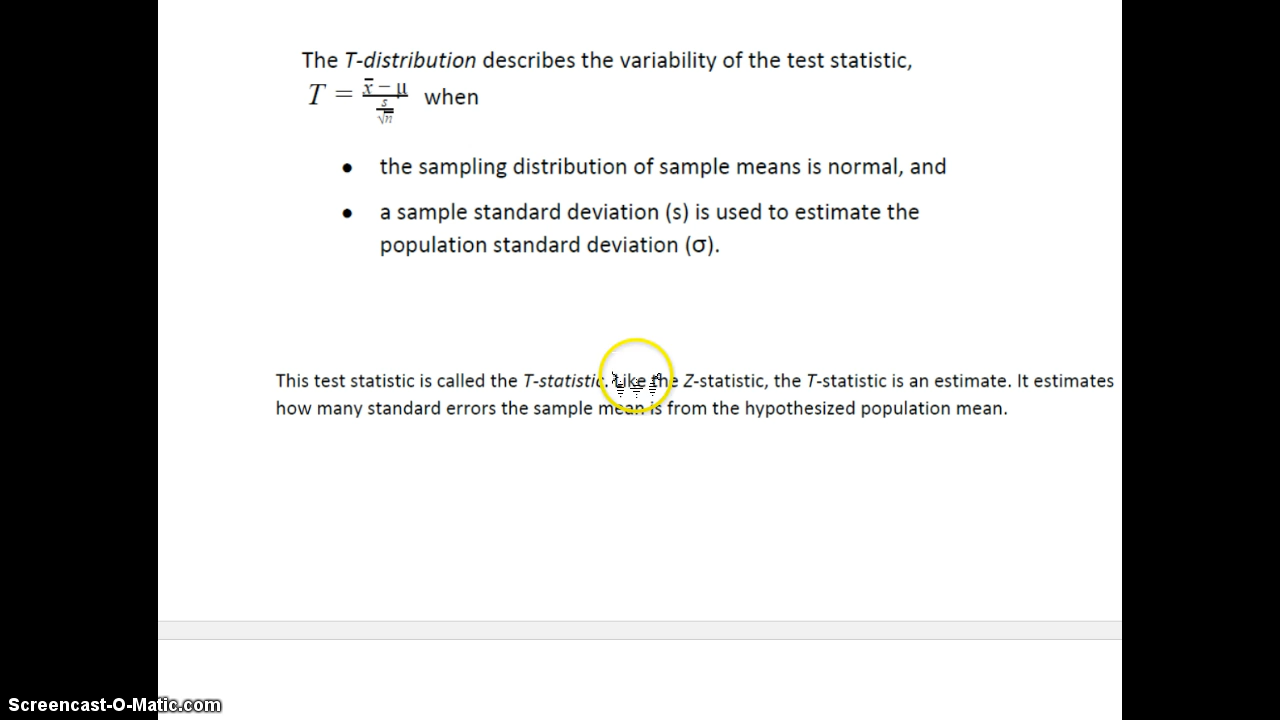 The T-distribution describes the variability of the test statistic,
T = x̄ − μ / s / √n when
• the sampling distribution of sample means is normal, and
• a sample standard deviation (s) is used to estimate the
population standard deviation (σ).
This test statistic is called the T-statistic. Like the Z-statistic, the T-statistic is an estimate. It estimates
how many standard errors the sample mean is from the hypothesized population mean.
Screencast-O-Matic.com